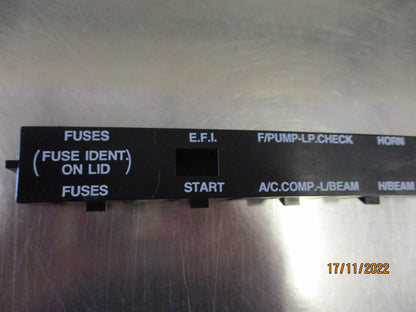 FUSES E.F.I. F/PUMP-LP.CHECK HORN
(FUSE IDENT.
ON LID)
FUSES START A/C.COMP.-L/BEAM H/BEAM
17/11/2022